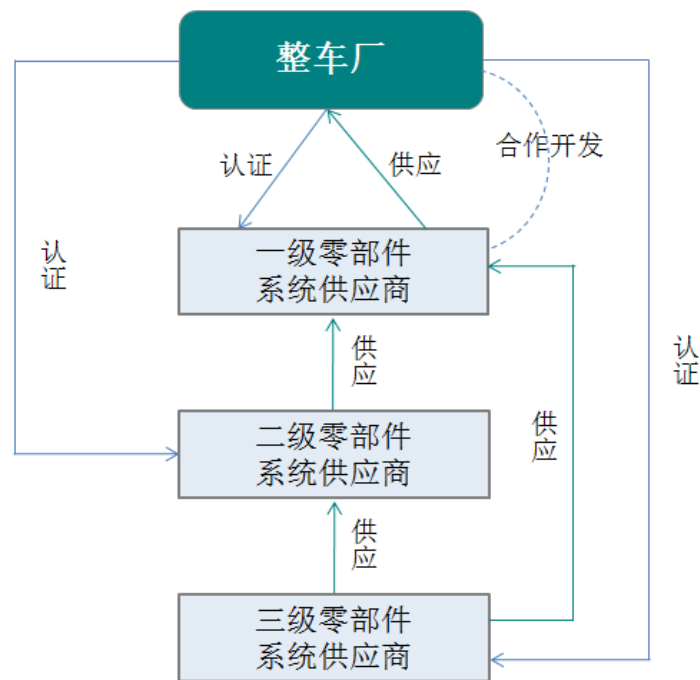 整车厂
合作开发
认证
供应
认
证
一级零部件
系统供应商
供
应
认
证
二级零部件
系统供应商
供
应
供
应
三级零部件
系统供应商